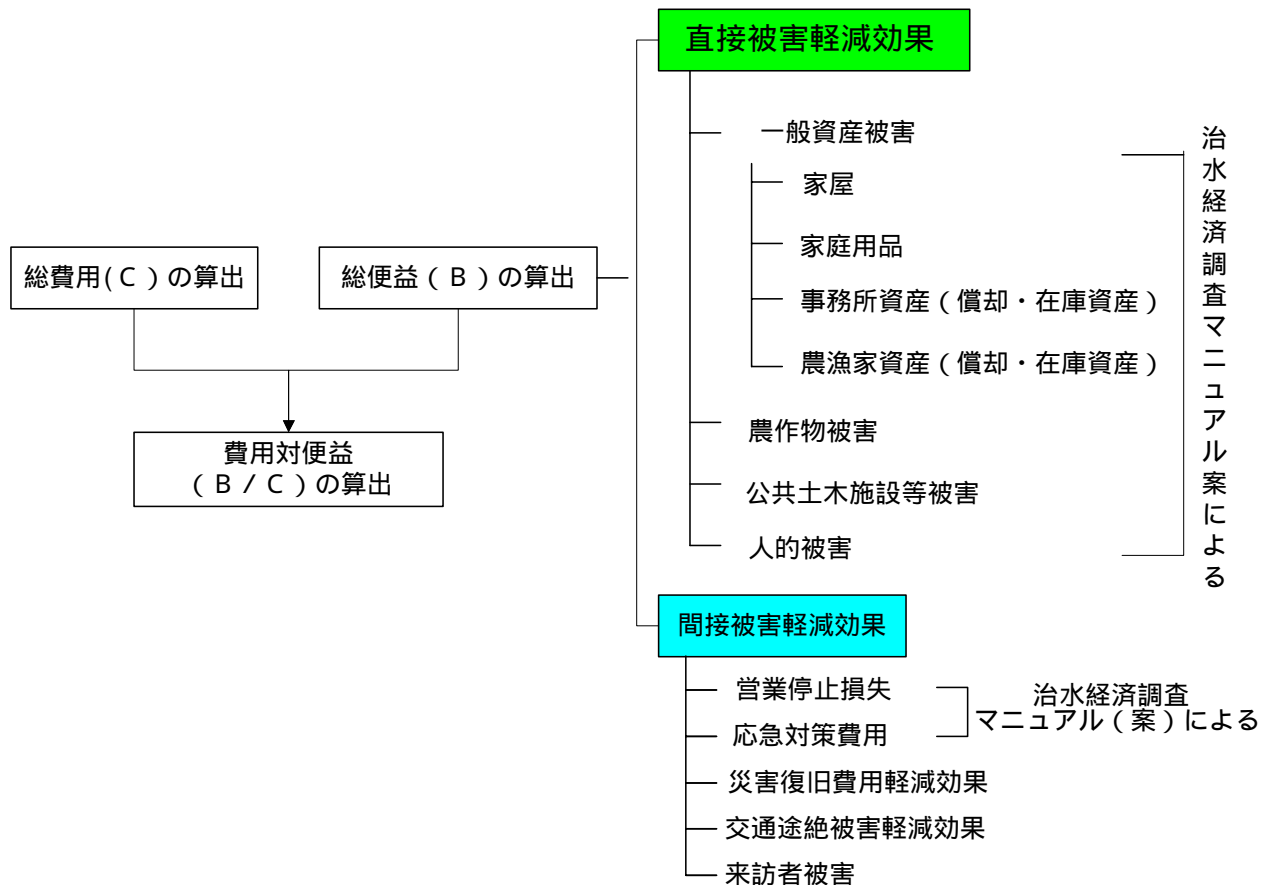 総費用(C)の算出
総便益(B)の算出
費用対便益
(B/C)の算出
直接被害軽減効果
一般資産被害
家屋
家庭用品
事務所資産(償却・在庫資産)
農漁家資産(償却・在庫資産)
農作物被害
公共土木施設等被害
人的被害
治水経済調査マニュアル案による
間接被害軽減効果
営業停止損失
応急対策費用
治水経済調査
マニュアル(案)による
災害復旧費用軽減効果
交通途絶被害軽減効果
来訪者被害